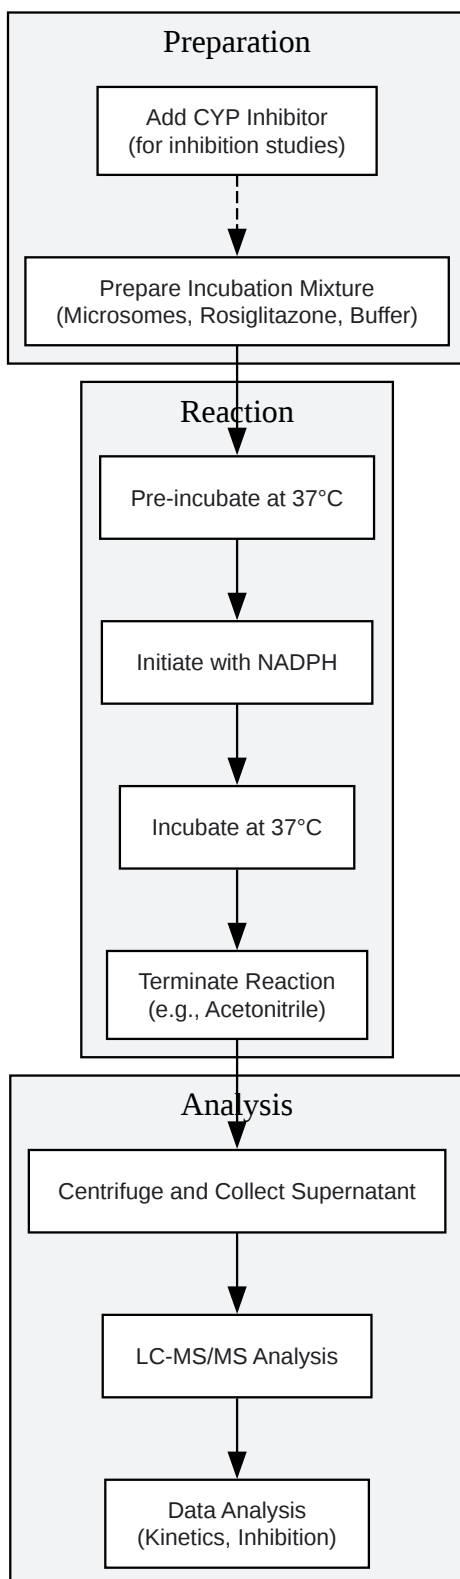 Preparation
Add CYP Inhibitor
(for inhibition studies)
Prepare Incubation Mixture
(Microsomes, Rosiglitazone, Buffer)
Reaction
Pre-incubate at 37°C
Initiate with NADPH
Incubate at 37°C
Terminate Reaction
(e.g., Acetonitrile)
Analysis
Centrifuge and Collect Supernatant
LC-MS/MS Analysis
Data Analysis
(Kinetics, Inhibition)